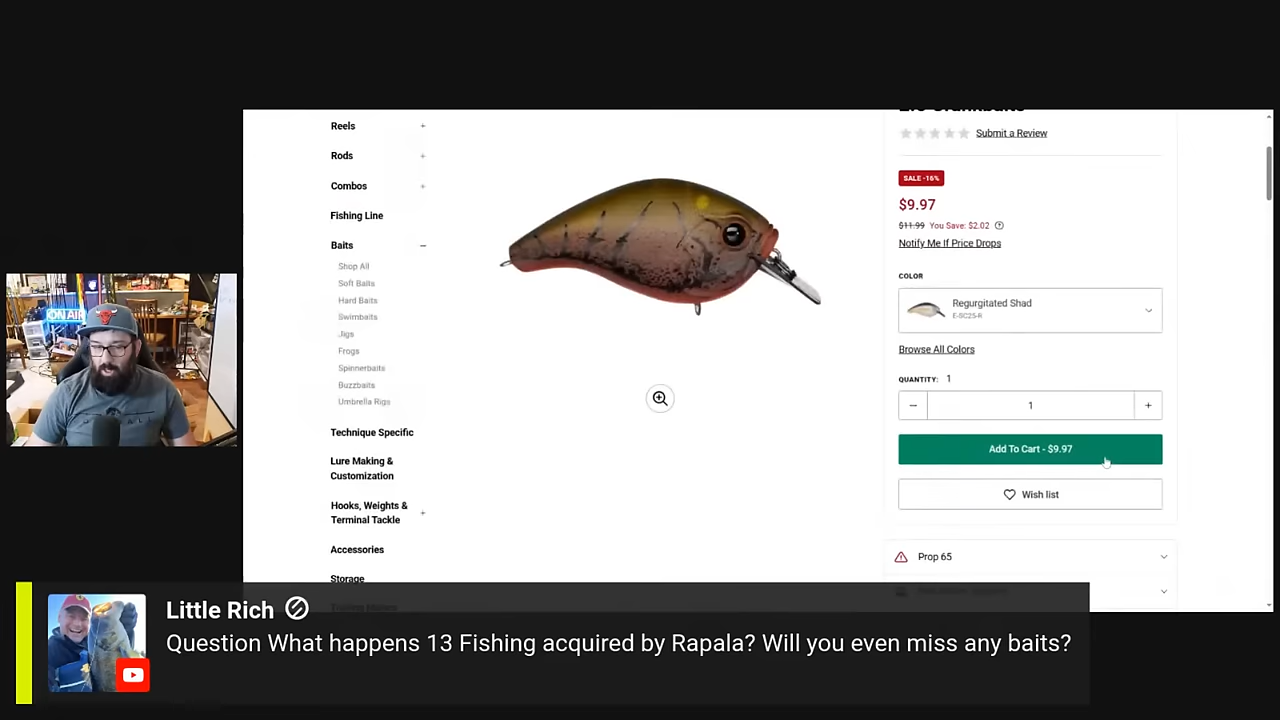 Reels
Rods
Combos
Fishing Line
Baits
Shop All
Soft Baits
Hard Baits
Swimbaits
Jigs
Frogs
Spinnerbaits
Buzzbaits
Umbrella Rigs
Technique Specific
Lure Making &
Customization
Hooks, Weights &
Terminal Tackle
Accessories
Storage
Submit a Review
SALE -16%
$9.97
$11.99 You Save: $2.02
Notify Me If Price Drops
COLOR
Regurgitated Shad
E-SC25-R
Browse All Colors
QUANTITY: 1
− 1 +
Add To Cart - $9.97
Wish list
Prop 65
ON AIR
Little Rich
Question What happens 13 Fishing acquired by Rapala? Will you even miss any baits?